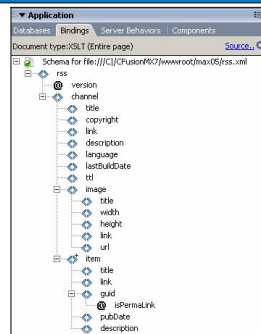 Application
Databases Bindings Server Behaviors Components
Document type:XSLT (Entire page) Source..
Schema for file:///C|/CFusionMX7/wwwroot/max05/rss.xml
rss
version
channel
title
copyright
link
description
language
lastBuildDate
ttl
image
title
width
height
link
url
item
title
link
guid
isPermaLink
pubDate
description